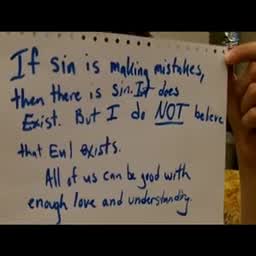 If sin is making mistakes,
then there is sin. It does
Exist. But I do NOT believe
that Evil exists.
All of us can be good with
enough love and understanding.